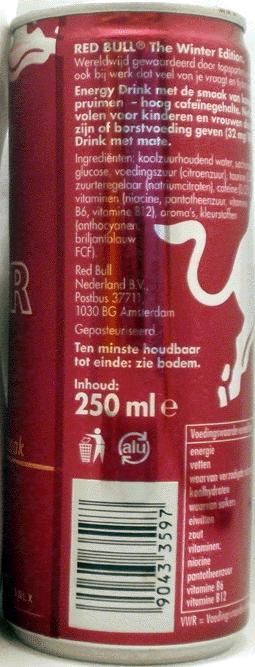 RED BULL® The Winter Edition.
Wereldwijd gewaardeerd door topsporters
ook bij werk dat veel van je vraagt en
Energy Drink met de smaak van
pruimen - hoog cafeïnegehalte.
volen voor kinderen en vrouwen
zijn of borstvoeding geven (32 mg
Drink met mate.
Ingrediënten: koolzuurhoudend water,
glucose, voedingszuur (citroenzuur),
zuurteregelaar (natriumcitraten), cafeïne
vitaminen (niacine, pantotheenzuur,
B6, vitamine B12), aroma's, kleurstoffen
(anthocyanen,
briljantblauw
FCF).
Red Bull
Nederland B.V.,
Postbus 37711,
1030 BG Amsterdam
Gepasteuriseerd.
Ten minste houdbaar
tot einde: zie bodem.
Inhoud:
250 ml e
alu
R
9043 3597
Voedingswaarde
energie
vetten
waarvan verzadigde
koolhydraten
waarvan suikers
eiwitten
zout
vitaminen:
niacine
pantotheenzuur
vitamine B6
vitamine B12
VWR =